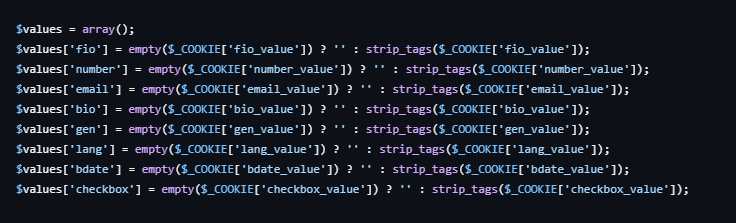 $values = array();
$values['fio'] = empty($_COOKIE['fio_value']) ? '' : strip_tags($_COOKIE['fio_value']);
$values['number'] = empty($_COOKIE['number_value']) ? '' : strip_tags($_COOKIE['number_value']);
$values['email'] = empty($_COOKIE['email_value']) ? '' : strip_tags($_COOKIE['email_value']);
$values['bio'] = empty($_COOKIE['bio_value']) ? '' : strip_tags($_COOKIE['bio_value']);
$values['gen'] = empty($_COOKIE['gen_value']) ? '' : strip_tags($_COOKIE['gen_value']);
$values['lang'] = empty($_COOKIE['lang_value']) ? '' : strip_tags($_COOKIE['lang_value']);
$values['bdate'] = empty($_COOKIE['bdate_value']) ? '' : strip_tags($_COOKIE['bdate_value']);
$values['checkbox'] = empty($_COOKIE['checkbox_value']) ? '' : strip_tags($_COOKIE['checkbox_value']);